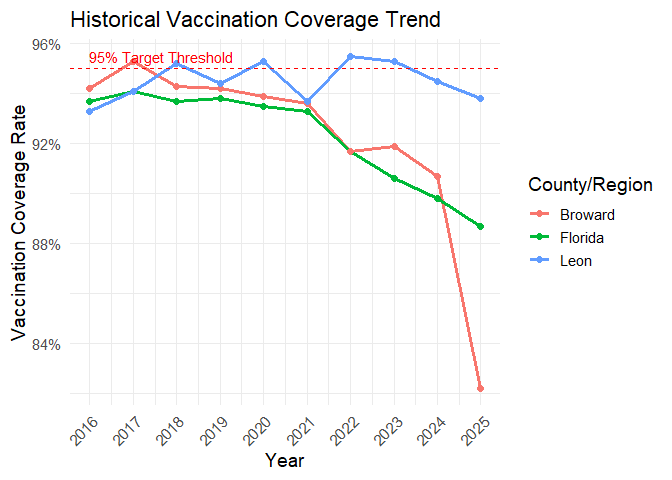 Historical Vaccination Coverage Trend
96%
95% Target Threshold
92%
88%
84%
Vaccination Coverage Rate
2016
2017
2018
2019
2020
2021
2022
2023
2024
2025
Year
County/Region
Broward
Florida
Leon